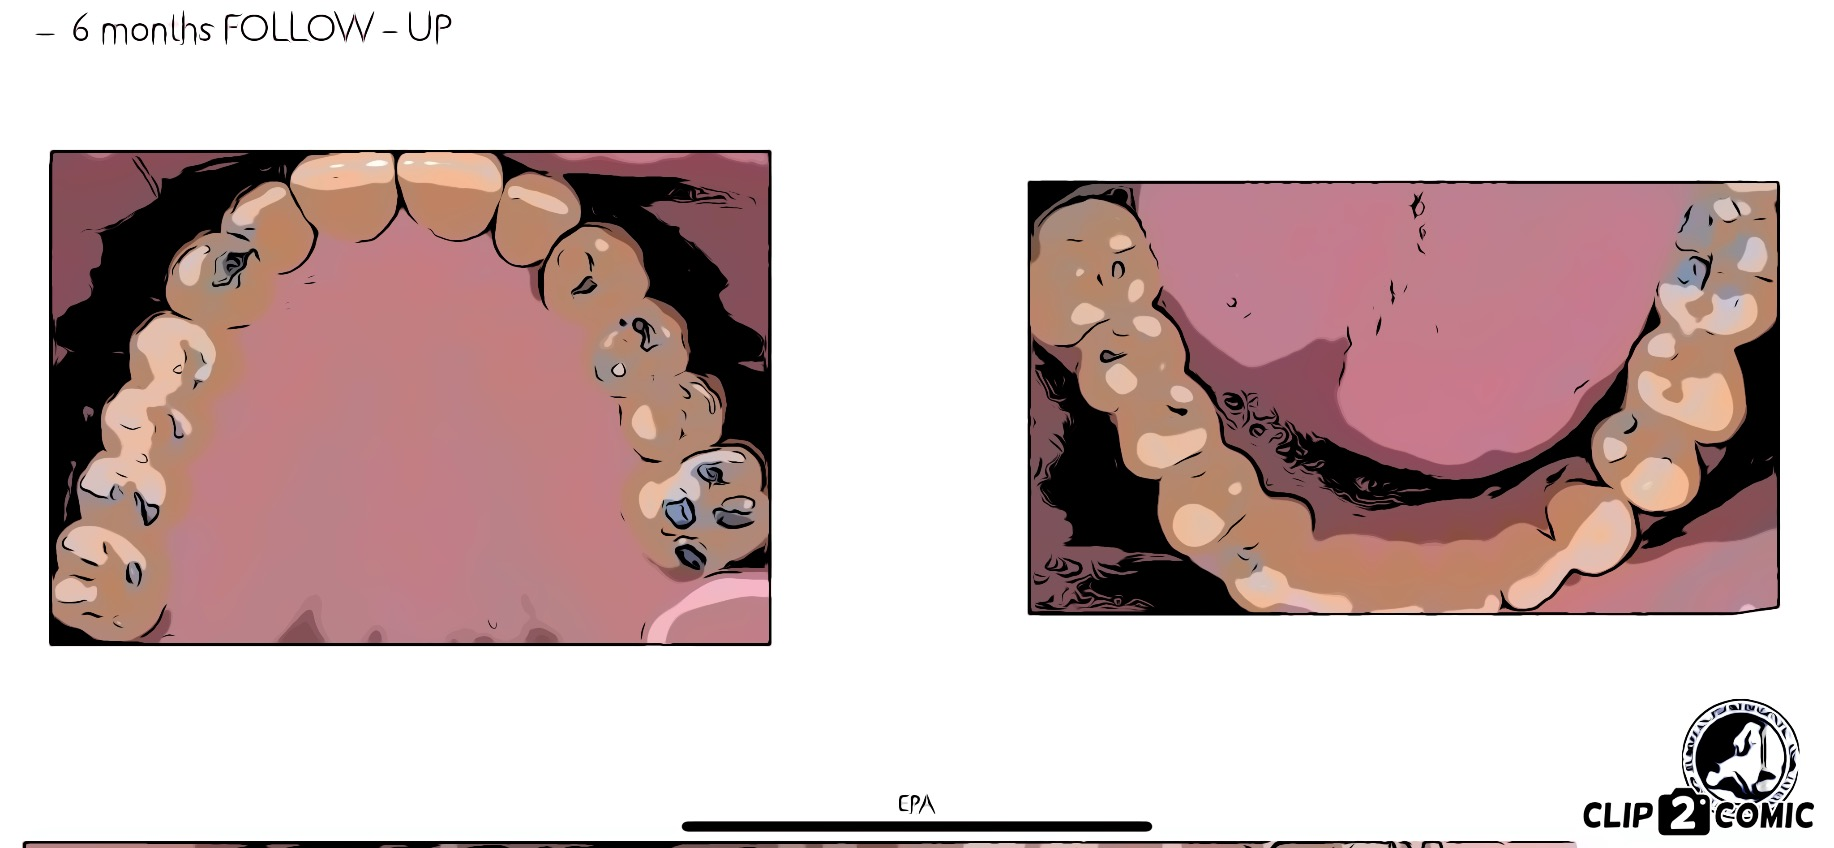 – 6 months FOLLOW – UP
EPA
CLIP 2 COMIC